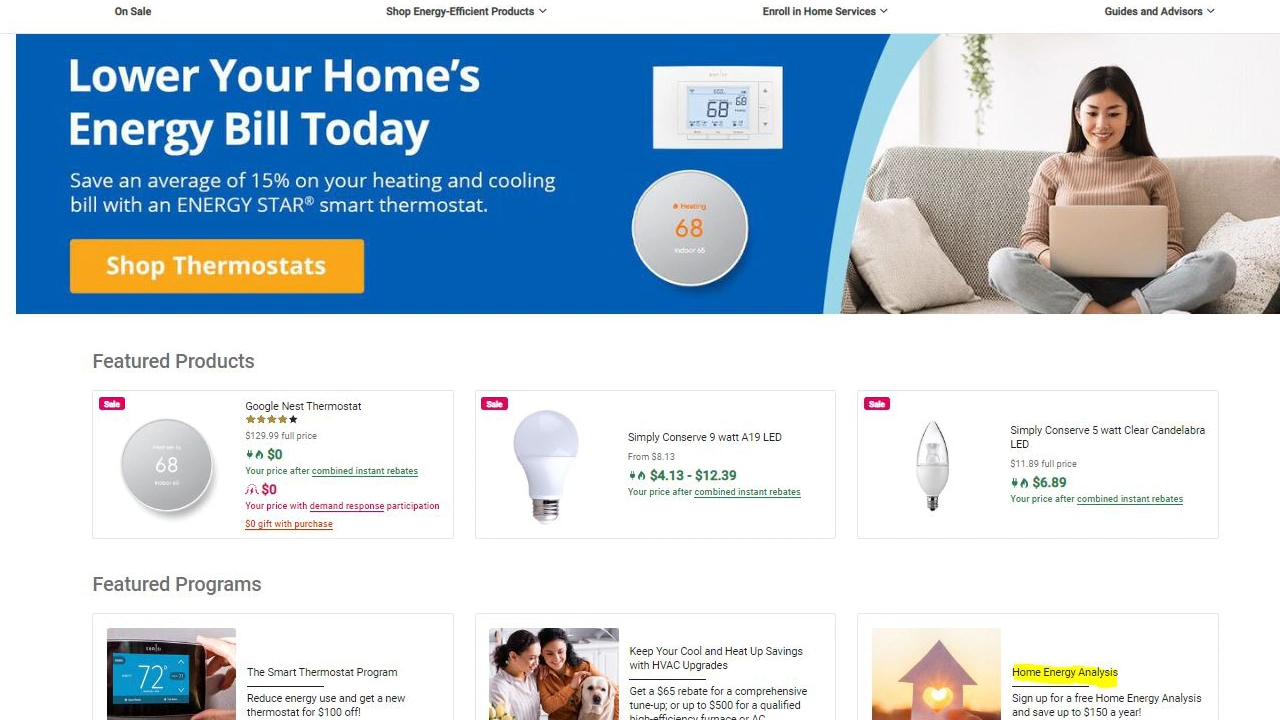 On Sale
Shop Energy-Efficient Products
Enroll in Home Services
Guides and Advisors
Lower Your Home's
Energy Bill Today
Save an average of 15% on your heating and cooling
bill with an ENERGY STAR® smart thermostat.
Shop Thermostats
68
68
Heating
68
Indoor 65
Featured Products
Sale
68
Google Nest Thermostat
$129.99 full price
$0
Your price after combined instant rebates
$0
Your price with demand response participation
$0 gift with purchase
Sale
Simply Conserve 9 watt A19 LED
From $8.13
$4.13 - $12.39
Your price after combined instant rebates
Sale
Simply Conserve 5 watt Clear Candelabra
LED
$11.89 full price
$6.89
Your price after combined instant rebates
Featured Programs
72°
The Smart Thermostat Program
Reduce energy use and get a new
thermostat for $100 off!
Keep Your Cool and Heat Up Savings
with HVAC Upgrades
Get a $65 rebate for a comprehensive
tune-up; or up to $500 for a qualified
high-efficiency furnace or AC
Home Energy Analysis
Sign up for a free Home Energy Analysis
and save up to $150 a year!